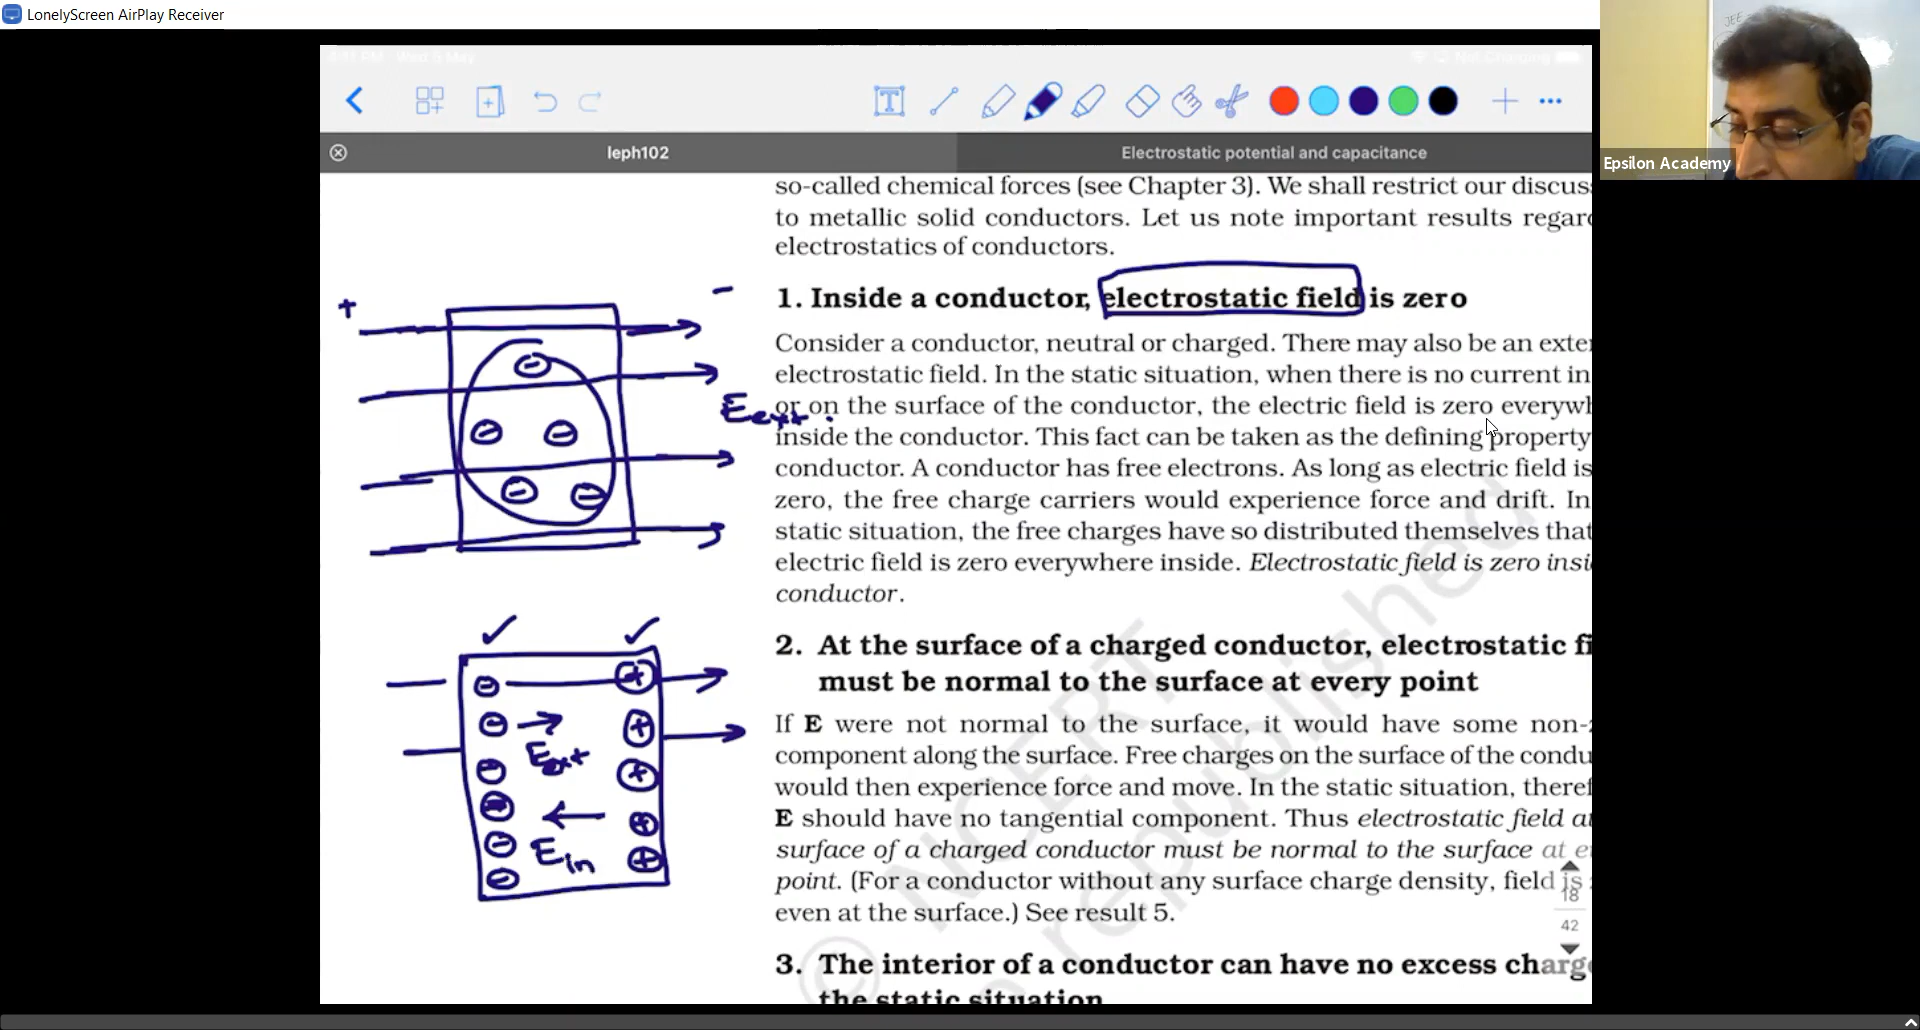 LonelyScreen AirPlay Receiver
JEE
Epsilon Academy
leph102
Electrostatic potential and capacitance
so-called chemical forces (see Chapter 3). We shall restrict our discus
to metallic solid conductors. Let us note important results regar
electrostatics of conductors.
1. Inside a conductor, electrostatic field is zero
Consider a conductor, neutral or charged. There may also be an exter
electrostatic field. In the static situation, when there is no current in
or on the surface of the conductor, the electric field is zero everywh
inside the conductor. This fact can be taken as the defining property
conductor. A conductor has free electrons. As long as electric field is
zero, the free charge carriers would experience force and drift. In
static situation, the free charges have so distributed themselves that
electric field is zero everywhere inside. Electrostatic field is zero insi
conductor.
2. At the surface of a charged conductor, electrostatic fi
must be normal to the surface at every point
If E were not normal to the surface, it would have some non-
component along the surface. Free charges on the surface of the condu
would then experience force and move. In the static situation, theref
E should have no tangential component. Thus electrostatic field a
surface of a charged conductor must be normal to the surface at e
point. (For a conductor without any surface charge density, field is
even at the surface.) See result 5.
3. The interior of a conductor can have no excess charg
the static situation
+ -
Eext.
- - - - -
✓ ✓
- +
- +
Eext
- +
- +
Ein
- +
-
18
42
© NCERT
republished